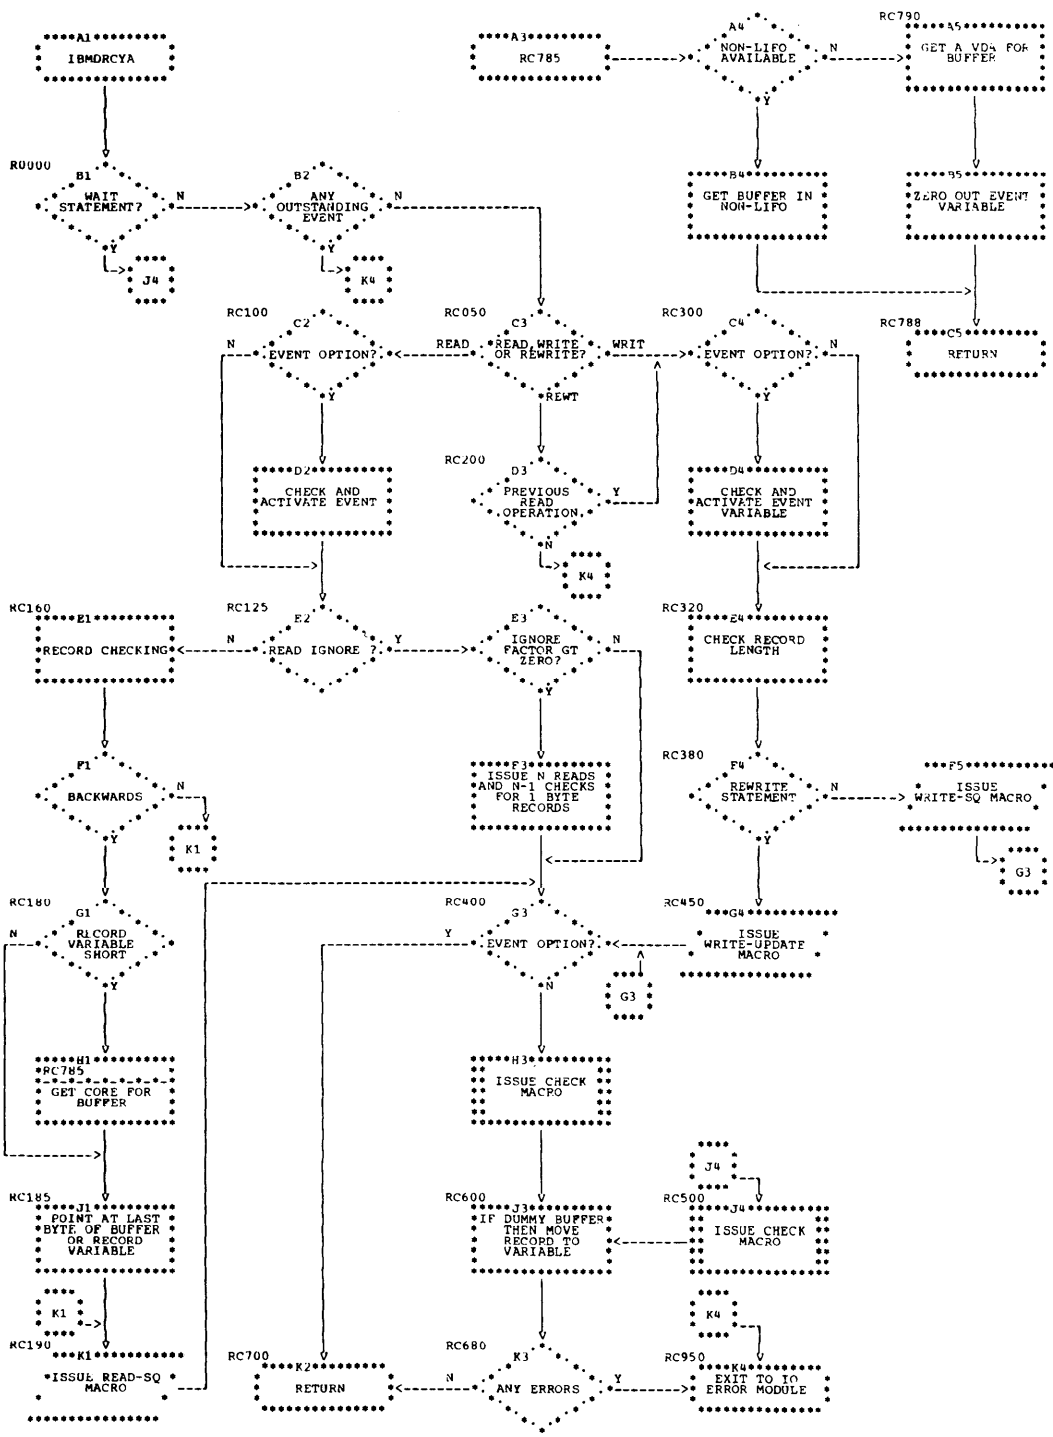 A1
IBMDRCYA
A3
RC785
A4
NON-LIFO
AVAILABLE
N
Y
RC790
A5
GET A VDA FOR
BUFFER
R0000
B1
WAIT
STATEMENT?
N
Y
J4
B2
ANY
OUTSTANDING
EVENT
N
Y
K4
B4
GET BUFFER IN
NON-LIFO
B5
ZERO OUT EVENT
VARIABLE
RC100
C2
EVENT OPTION?
N
Y
RC050
C3
READ,WRITE
OR REWRITE?
READ
WRIT
REWT
RC300
C4
EVENT OPTION?
N
Y
RC788
C5
RETURN
D2
CHECK AND
ACTIVATE EVENT
RC200
D3
PREVIOUS
READ
OPERATION
Y
N
K4
D4
CHECK AND
ACTIVATE EVENT
VARIABLE
RC160
E1
RECORD CHECKING
RC125
E2
READ IGNORE ?
N
Y
E3
IGNORE
FACTOR GT
ZERO?
N
Y
RC320
E4
CHECK RECORD
LENGTH
F1
BACKWARDS
N
Y
K1
F3
ISSUE N READS
AND N-1 CHECKS
FOR 1 BYTE
RECORDS
RC380
F4
REWRITE
STATEMENT
N
Y
F5
ISSUE
WRITE-SQ MACRO
G3
RC180
G1
RECORD
VARIABLE
SHORT
N
Y
RC400
G3
EVENT OPTION?
Y
N
G3
RC450
G4
ISSUE
WRITE-UPDATE
MACRO
H1
RC785
GET CORE FOR
BUFFER
H3
ISSUE CHECK
MACRO
J4
RC185
J1
POINT AT LAST
BYTE OF BUFFER
OR RECORD
VARIABLE
RC600
J3
IF DUMMY BUFFER
THEN MOVE
RECORD TO
VARIABLE
RC500
J4
ISSUE CHECK
MACRO
K1
K4
RC190
K1
ISSUE READ-SQ
MACRO
RC700
K2
RETURN
RC680
K3
ANY ERRORS
N
Y
RC950
K4
EXIT TO IO
ERROR MODULE